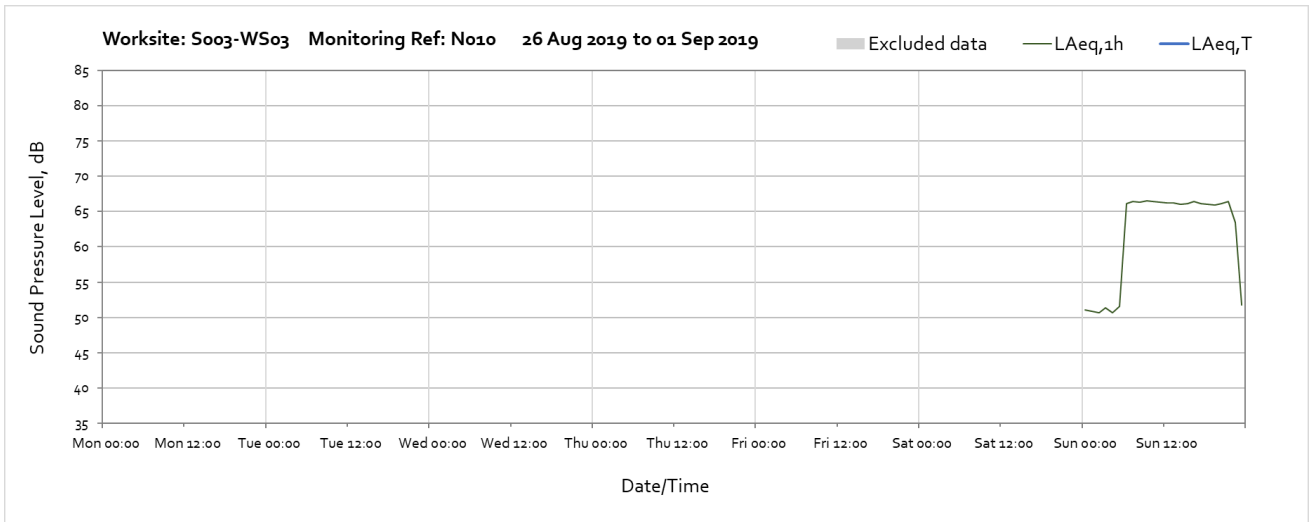 Worksite: S003-WS03 Monitoring Ref: N010 26 Aug 2019 to 01 Sep 2019
Excluded data LAeq,1h LAeq,T
85
80
75
70
65
60
55
50
45
40
35
Sound Pressure Level, dB
Mon 00:00 Mon 12:00 Tue 00:00 Tue 12:00 Wed 00:00 Wed 12:00 Thu 00:00 Thu 12:00 Fri 00:00 Fri 12:00 Sat 00:00 Sat 12:00 Sun 00:00 Sun 12:00
Date/Time